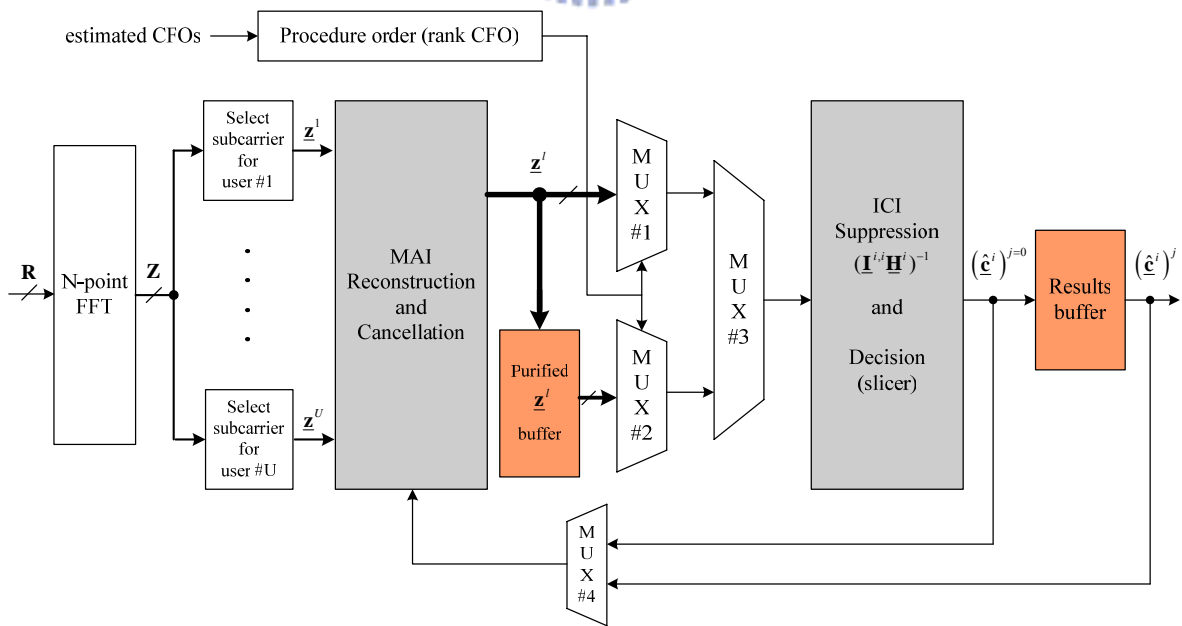 estimated CFOs
Procedure order (rank CFO)
R
N-point
FFT
Z
Select
subcarrier
for
user #1
z¹
Select
subcarrier
for
user #U
z^U
MAI
Reconstruction
and
Cancellation
z^l
Purified
z^l
buffer
M
U
X
#1
M
U
X
#2
M
U
X
#3
ICI
Suppression
(I^{i,i}H^i)^{-1}
and
Decision
(slicer)
(ĉ^i)^{j=0}
Results
buffer
(ĉ^i)^j
M
U
X
#4